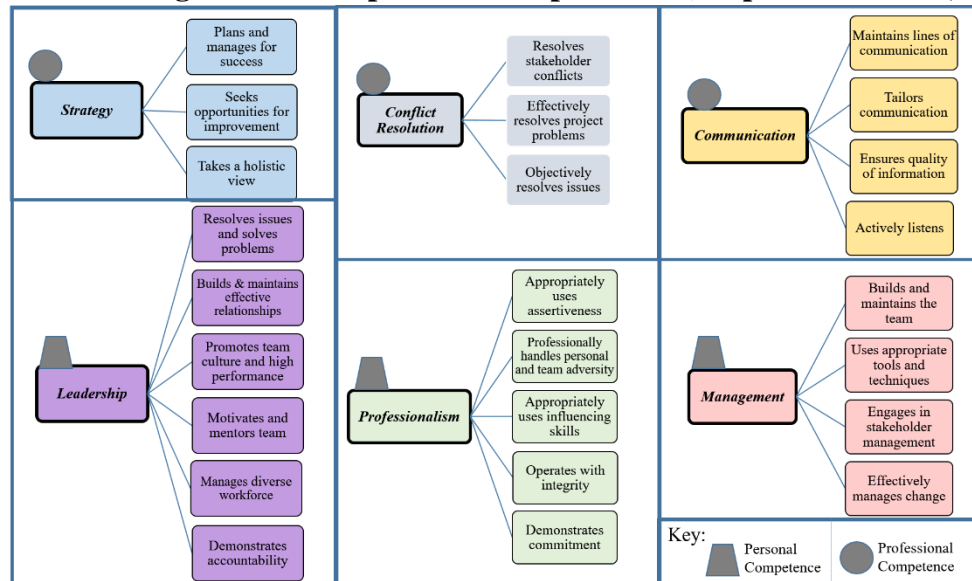 Strategy
Plans and
manages for
success
Seeks
opportunities for
improvement
Takes a holistic
view
Conflict
Resolution
Resolves
stakeholder
conflicts
Effectively
resolves project
problems
Objectively
resolves issues
Communication
Maintains lines of
communication
Tailors
communication
Ensures quality
of information
Actively listens
Leadership
Resolves issues
and solves
problems
Builds & maintains
effective
relationships
Promotes team
culture and high
performance
Motivates and
mentors team
Manages diverse
workforce
Demonstrates
accountability
Professionalism
Appropriately
uses
assertiveness
Professionally
handles personal
and team adversity
Appropriately
uses influencing
skills
Operates with
integrity
Demonstrates
commitment
Management
Builds and
maintains the
team
Uses appropriate
tools and
techniques
Engages in
stakeholder
management
Effectively
manages change
Key:
Personal
Competence
Professional
Competence